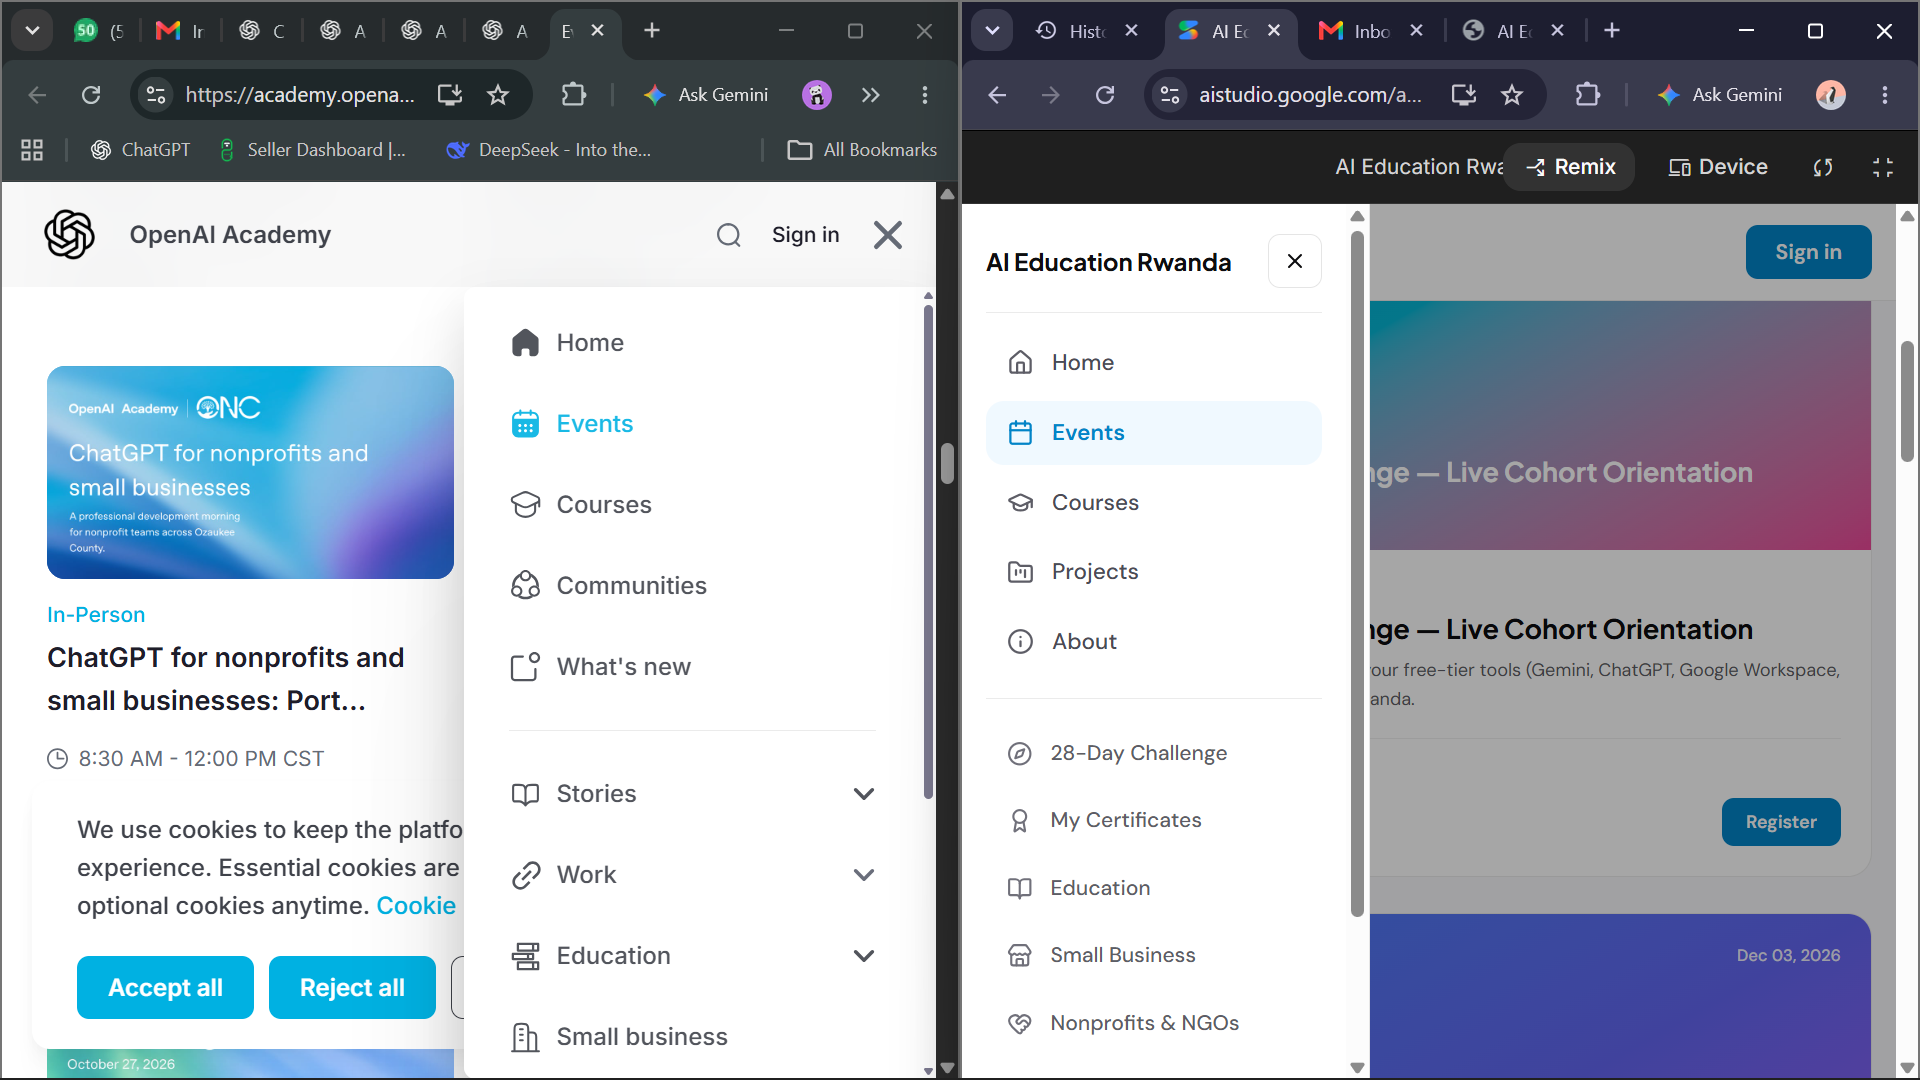 50 (5
Ir
C
A
A
A
E
https://academy.opena...
Ask Gemini
ChatGPT
Seller Dashboard |...
DeepSeek - Into the...
All Bookmarks
OpenAI Academy
Sign in
OpenAI Academy
ONC
ChatGPT for nonprofits and
small businesses
A professional development morning
for nonprofit teams across Ozaukee
County.
In-Person
ChatGPT for nonprofits and
small businesses: Port...
8:30 AM - 12:00 PM CST
We use cookies to keep the platfo
experience. Essential cookies are
optional cookies anytime. Cookie
Accept all
Reject all
October 27, 2026
Home
Events
Courses
Communities
What's new
Stories
Work
Education
Small business
Histo
AI Ed
Inbo
AI E
aistudio.google.com/a...
Ask Gemini
AI Education Rwa
Remix
Device
AI Education Rwanda
Home
Events
Courses
Projects
About
28-Day Challenge
My Certificates
Education
Small Business
Nonprofits & NGOs
Sign in
nge — Live Cohort Orientation
nge — Live Cohort Orientation
your free-tier tools (Gemini, ChatGPT, Google Workspace,
anda.
Register
Dec 03, 2026